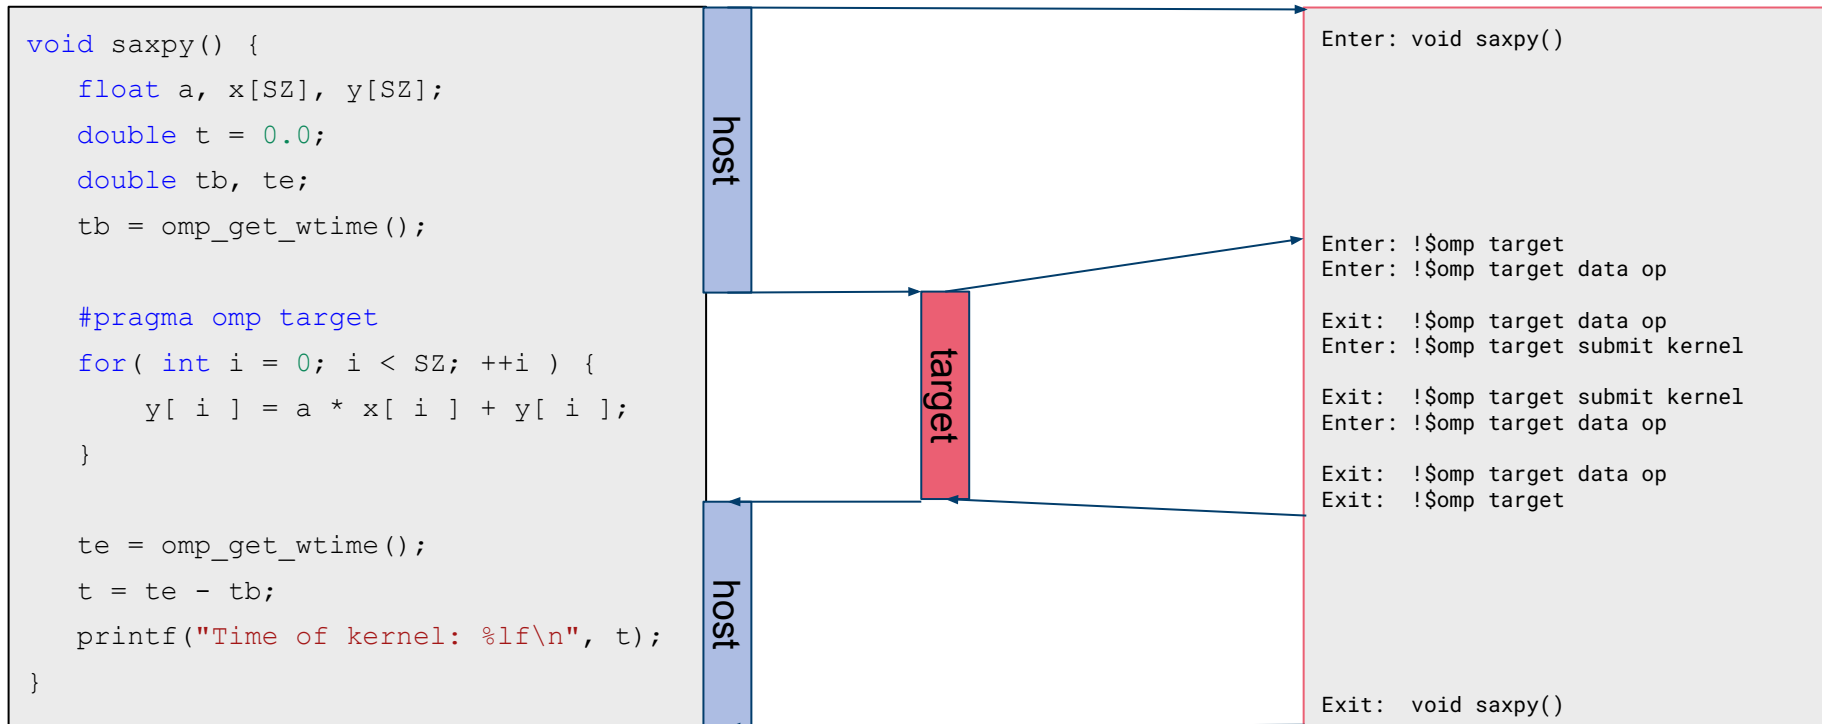 void saxpy() {
float a, x[SZ], y[SZ];
double t = 0.0;
double tb, te;
tb = omp_get_wtime();
#pragma omp target
for( int i = 0; i < SZ; ++i ) {
y[ i ] = a * x[ i ] + y[ i ];
}
te = omp_get_wtime();
t = te - tb;
printf("Time of kernel: %lf\n", t);
}
host
target
host
Enter: void saxpy()
Enter: !$omp target
Enter: !$omp target data op
Exit: !$omp target data op
Enter: !$omp target submit kernel
Exit: !$omp target submit kernel
Enter: !$omp target data op
Exit: !$omp target data op
Exit: !$omp target
Exit: void saxpy()